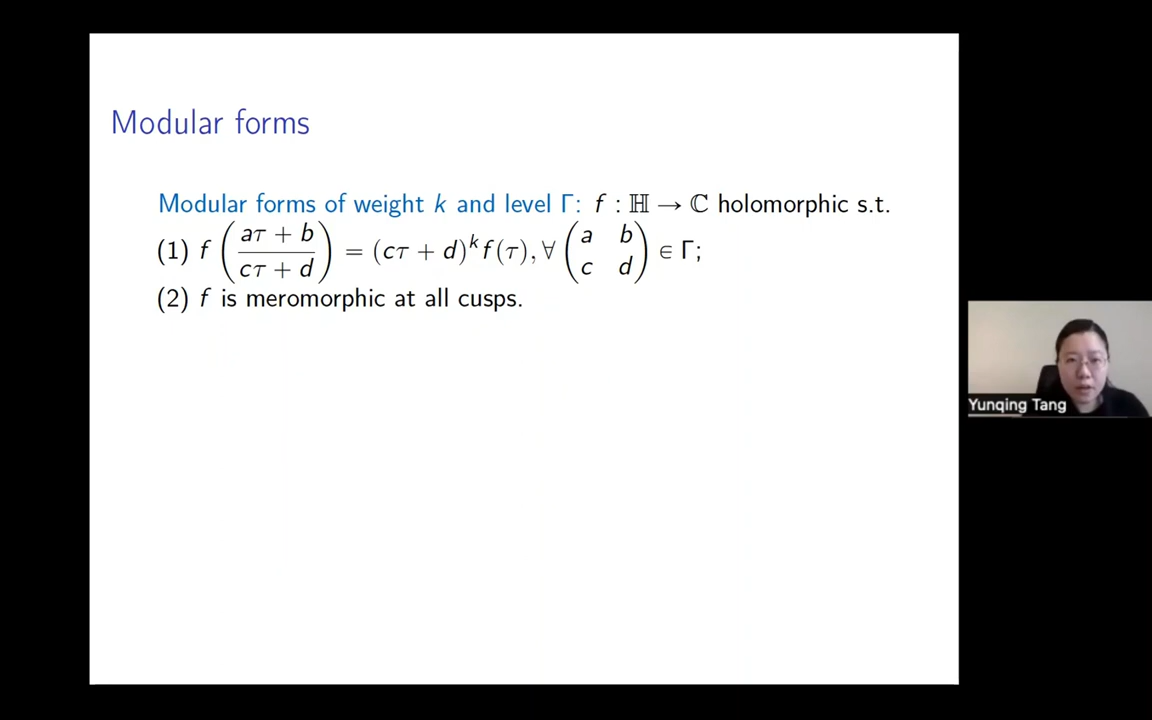 Modular forms
Modular forms of weight k and level Γ: f : ℍ → ℂ holomorphic s.t.
(1) f ( (aτ + b) / (cτ + d) ) = (cτ + d)^k f(τ), ∀ ( a b ; c d ) ∈ Γ;
(2) f is meromorphic at all cusps.
Yunqing Tang